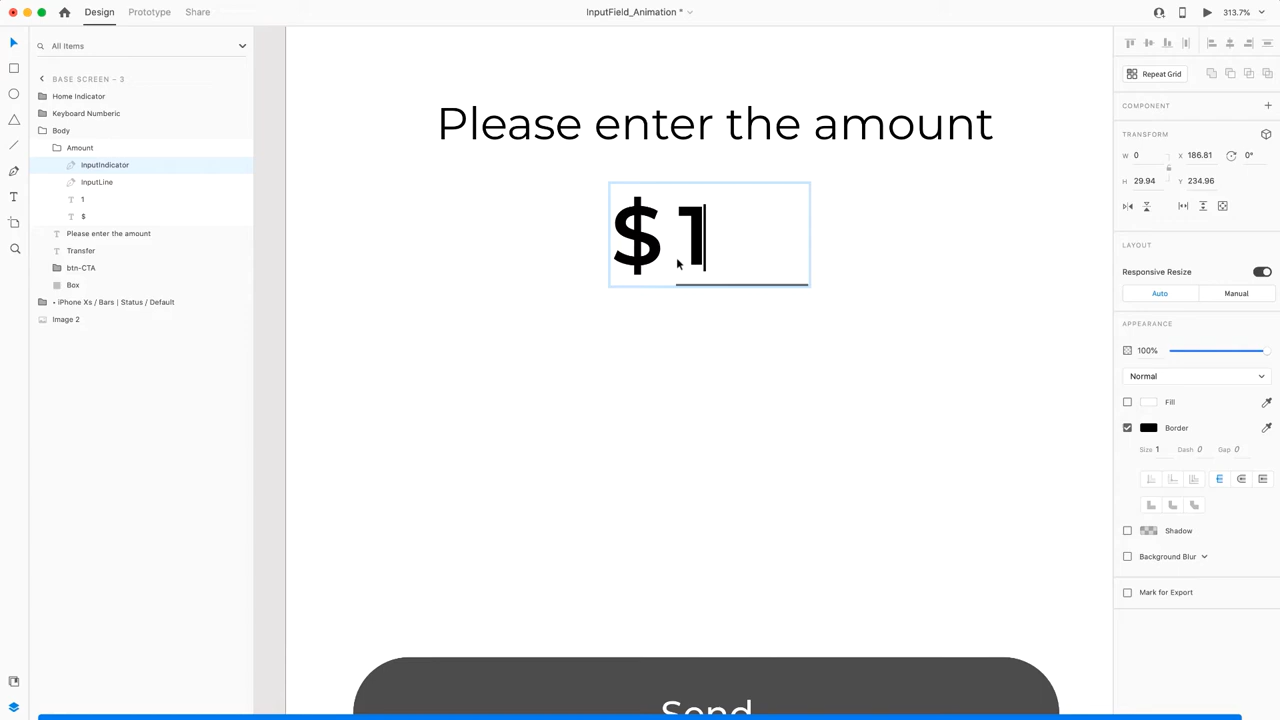 Design Prototype Share
InputField_Animation *
313.7%
All Items
BASE SCREEN – 3
Home Indicator
Keyboard Numberic
Body
Amount
InputIndicator
InputLine
1
$
Please enter the amount
Transfer
btn-CTA
Box
iPhone Xs / Bars | Status / Default
Image 2
Please enter the amount
$ 1
Send
Repeat Grid
COMPONENT
TRANSFORM
W 0 X 186.81 0°
H 29.94 Y 234.96
LAYOUT
Responsive Resize
Auto Manual
APPEARANCE
100%
Normal
Fill
Border
Size 1 Dash 0 Gap 0
Shadow
Background Blur
Mark for Export